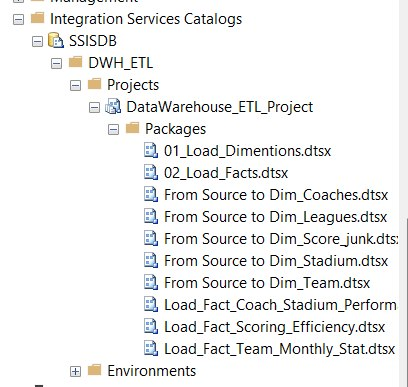 Management
Integration Services Catalogs
SSISDB
DWH_ETL
Projects
DataWarehouse_ETL_Project
Packages
01_Load_Dimentions.dtsx
02_Load_Facts.dtsx
From Source to Dim_Coaches.dtsx
From Source to Dim_Leagues.dtsx
From Source to Dim_Score_junk.dts
From Source to Dim_Stadium.dtsx
From Source to Dim_Team.dtsx
Load_Fact_Coach_Stadium_Perform
Load_Fact_Scoring_Efficiency.dtsx
Load_Fact_Team_Monthly_Stat.dtsx
Environments